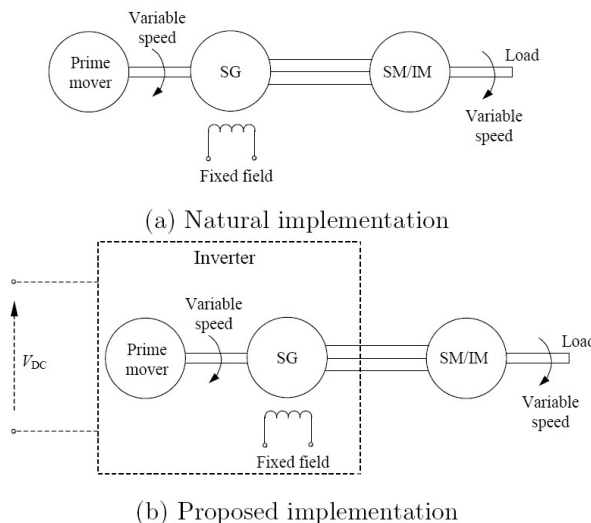 Variable
speed
Prime
mover
SG
SM/IM
Load
Variable
speed
Fixed field
(a) Natural implementation
Inverter
Variable
speed
V_DC
Prime
mover
SG
SM/IM
Load
Variable
speed
Fixed field
(b) Proposed implementation